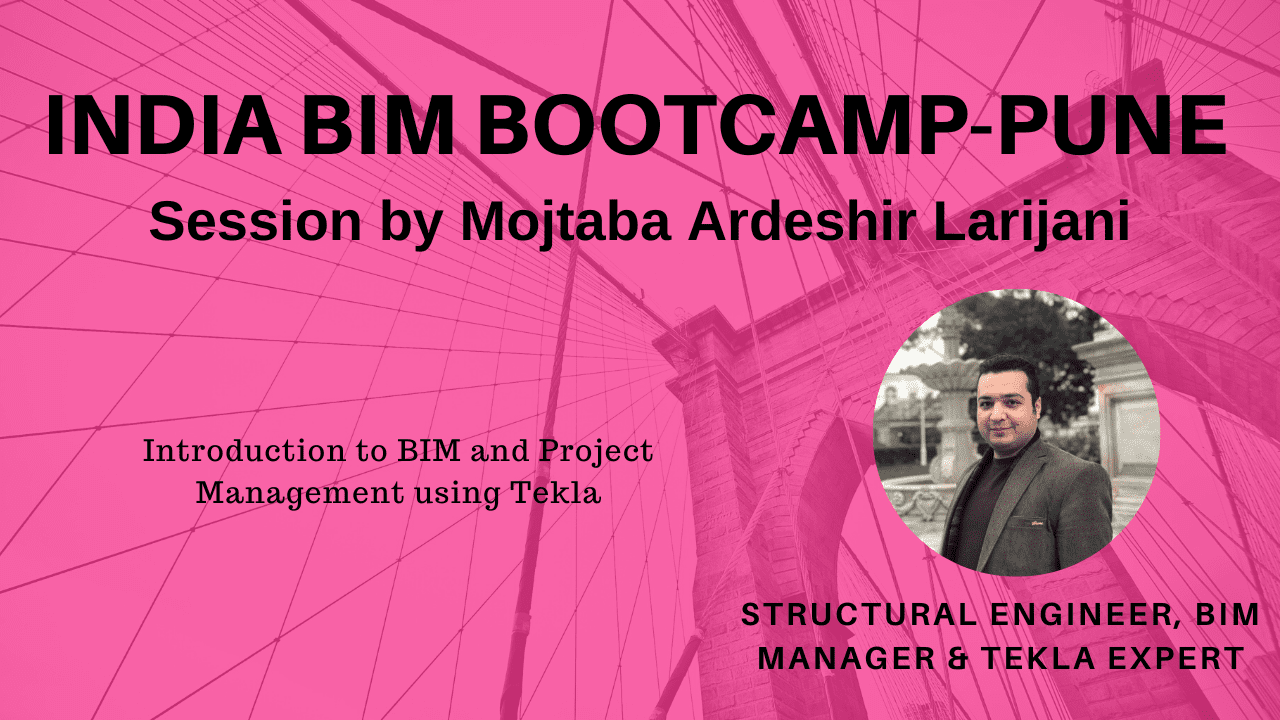 INDIA BIM BOOTCAMP-PUNE
Session by Mojtaba Ardeshir Larijani
Introduction to BIM and Project
Management using Tekla
STRUCTURAL ENGINEER, BIM
MANAGER & TEKLA EXPERT